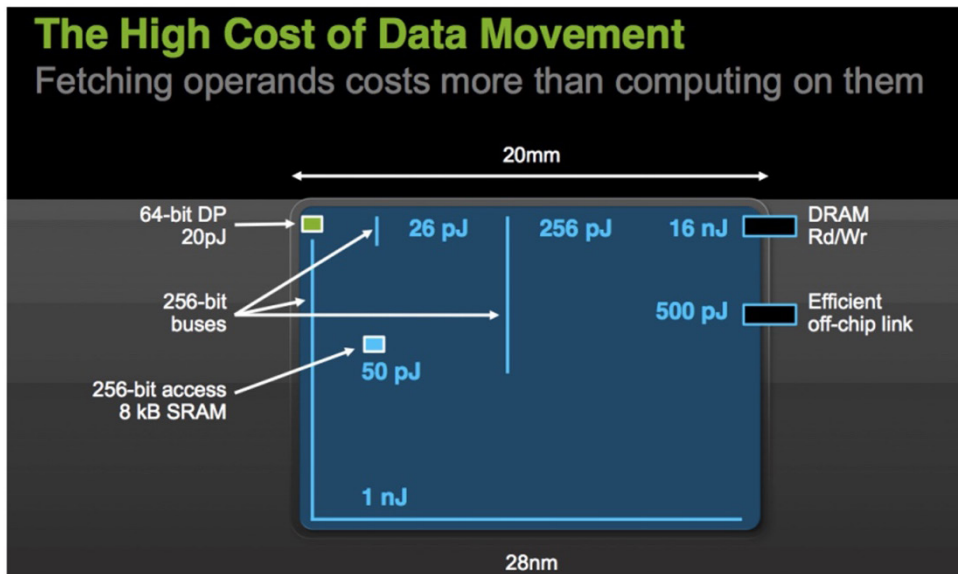 The High Cost of Data Movement
Fetching operands costs more than computing on them
20mm
64-bit DP
20pJ
26 pJ
256 pJ
16 nJ
DRAM
Rd/Wr
256-bit
buses
500 pJ
Efficient
off-chip link
50 pJ
256-bit access
8 kB SRAM
1 nJ
28nm